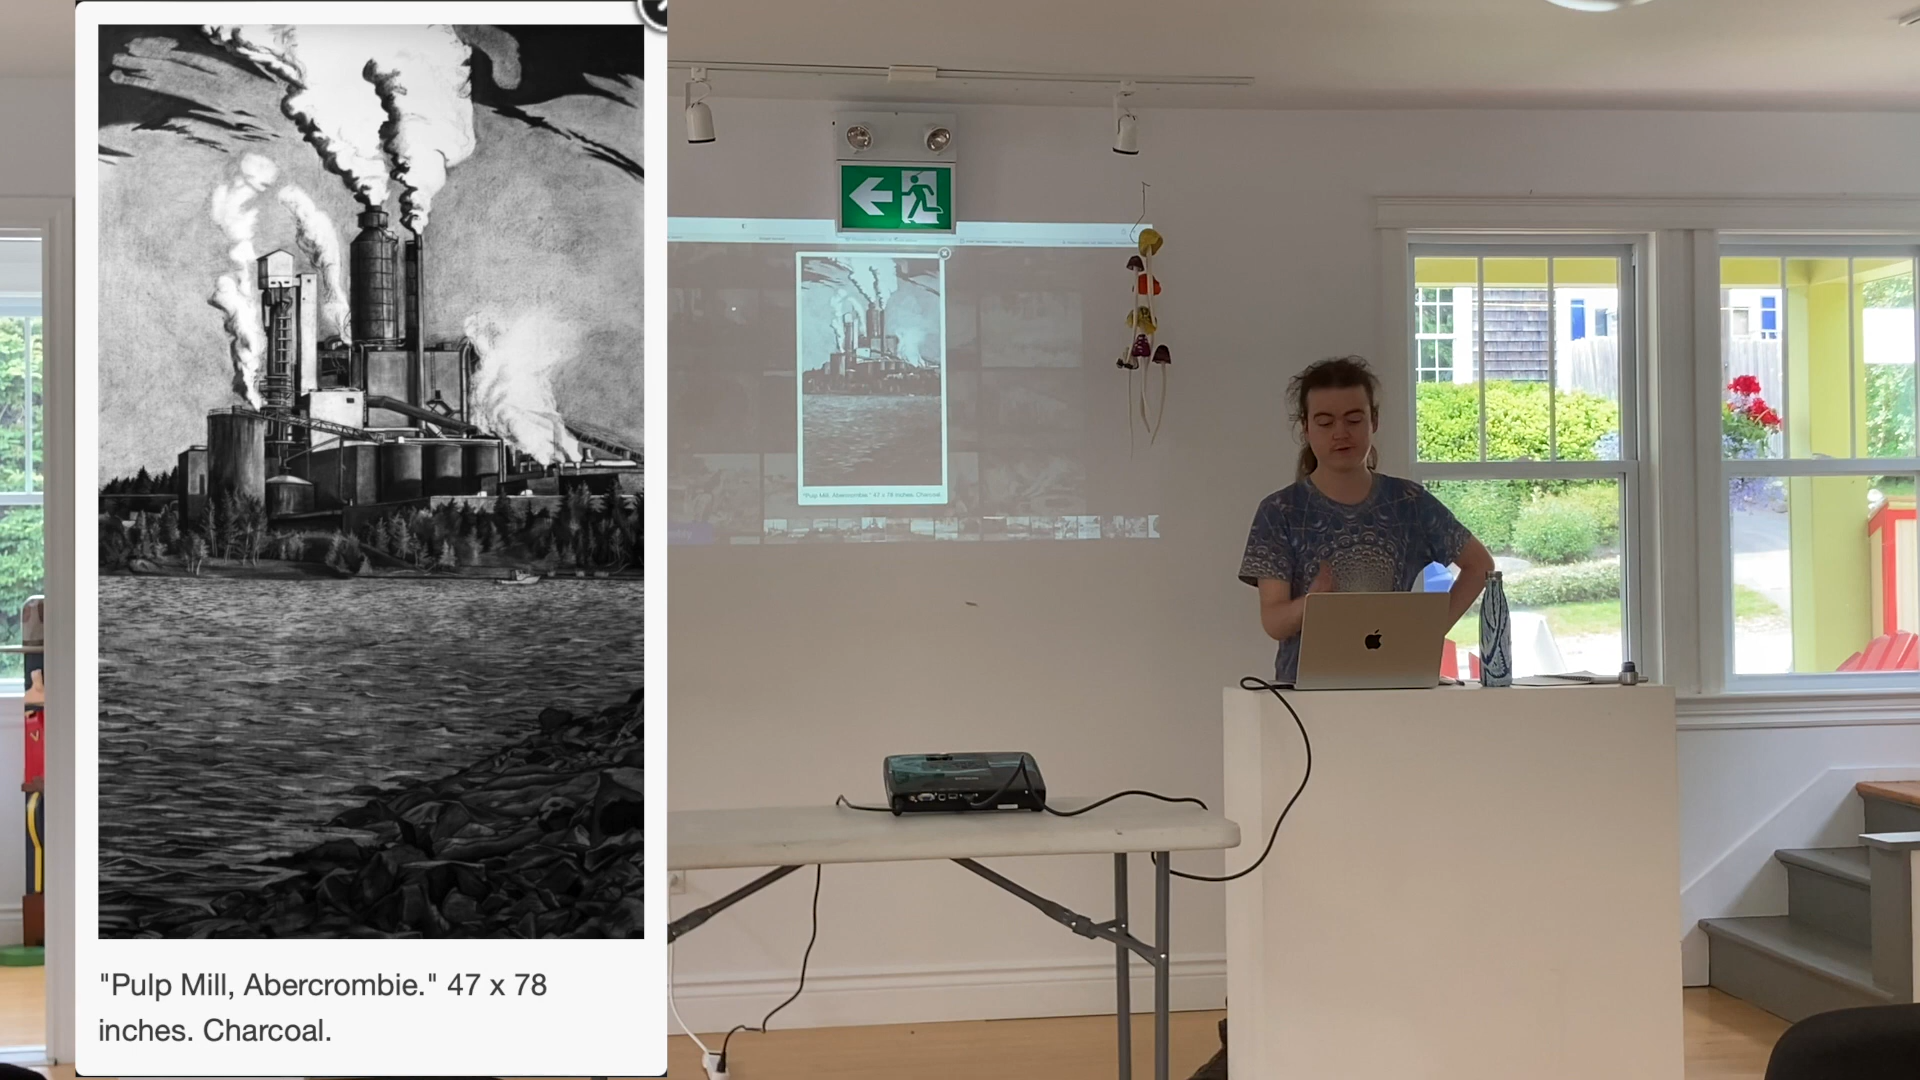 "Pulp Mill, Abercrombie." 47 x 78
inches. Charcoal.
"Pulp Mill, Abercrombie." 47 x 78 inches. Charcoal.